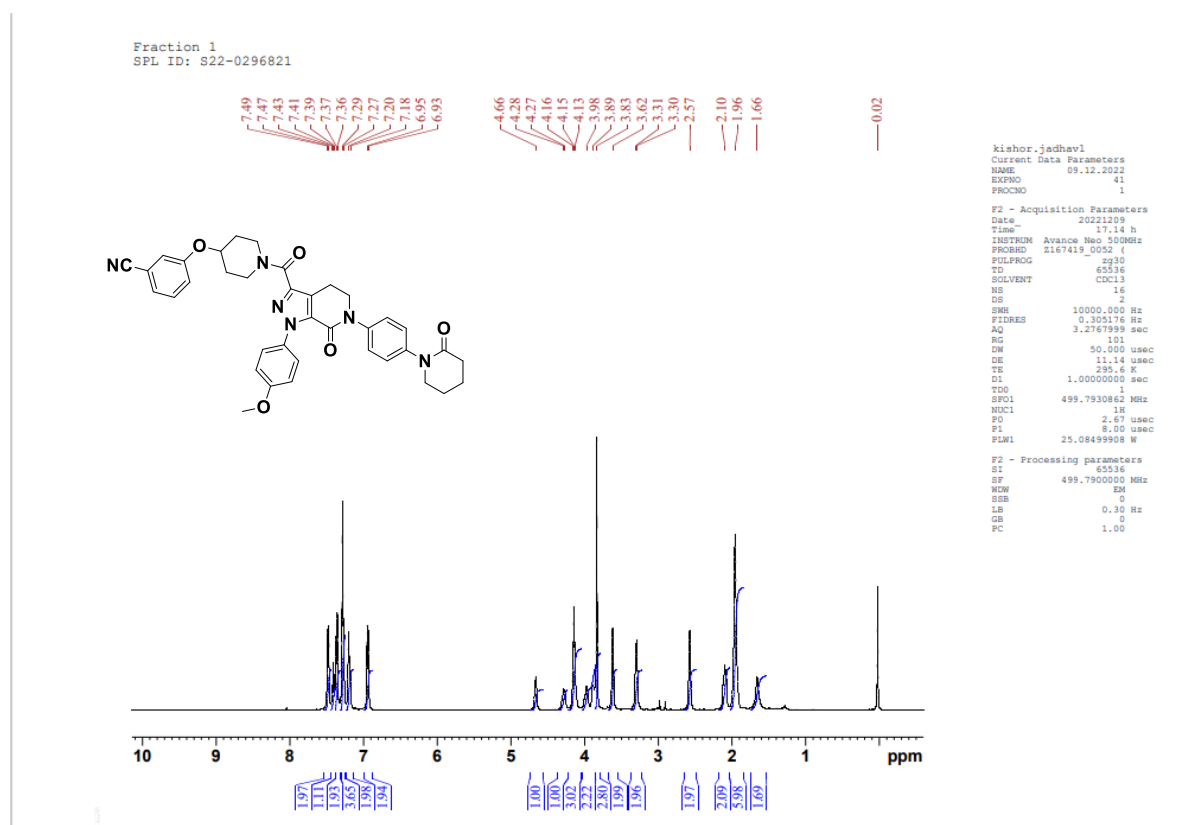 Fraction 1
SPL ID: S22-0296821
7.49
7.47
7.43
7.41
7.39
7.37
7.36
7.29
7.27
7.20
7.18
6.95
6.93
4.66
4.28
4.27
4.16
4.15
4.13
3.98
3.89
3.83
3.62
3.31
3.30
2.57
2.10
1.96
1.66
0.02
kishor.jadhav1
Current Data Parameters
NAME 09.12.2022
EXPNO 41
PROCNO 1
F2 - Acquisition Parameters
Date_ 20221209
Time 17.14 h
INSTRUM Avance Neo 500MHz
PROBHD Z167419_0052 (
PULPROG zg30
TD 65536
SOLVENT CDCl3
NS 16
DS 2
SWH 10000.000 Hz
FIDRES 0.305176 Hz
AQ 3.2767999 sec
RG 101
DW 50.000 usec
DE 11.14 usec
TE 295.6 K
D1 1.00000000 sec
TD0 1
SFO1 499.7930862 MHz
NUC1 1H
P0 2.67 usec
P1 8.00 usec
PLW1 25.08499908 W
F2 - Processing parameters
SI 65536
SF 499.7900000 MHz
WDW EM
SSB 0
LB 0.30 Hz
GB 0
PC 1.00
NC
O
N
O
N
N
N
O
N
O
O
10 9 8 7 6 5 4 3 2 1 ppm
1.97
1.11
1.93
3.65
1.98
1.94
1.00
1.00
3.02
2.22
2.80
1.99
1.96
1.97
2.09
5.98
1.69